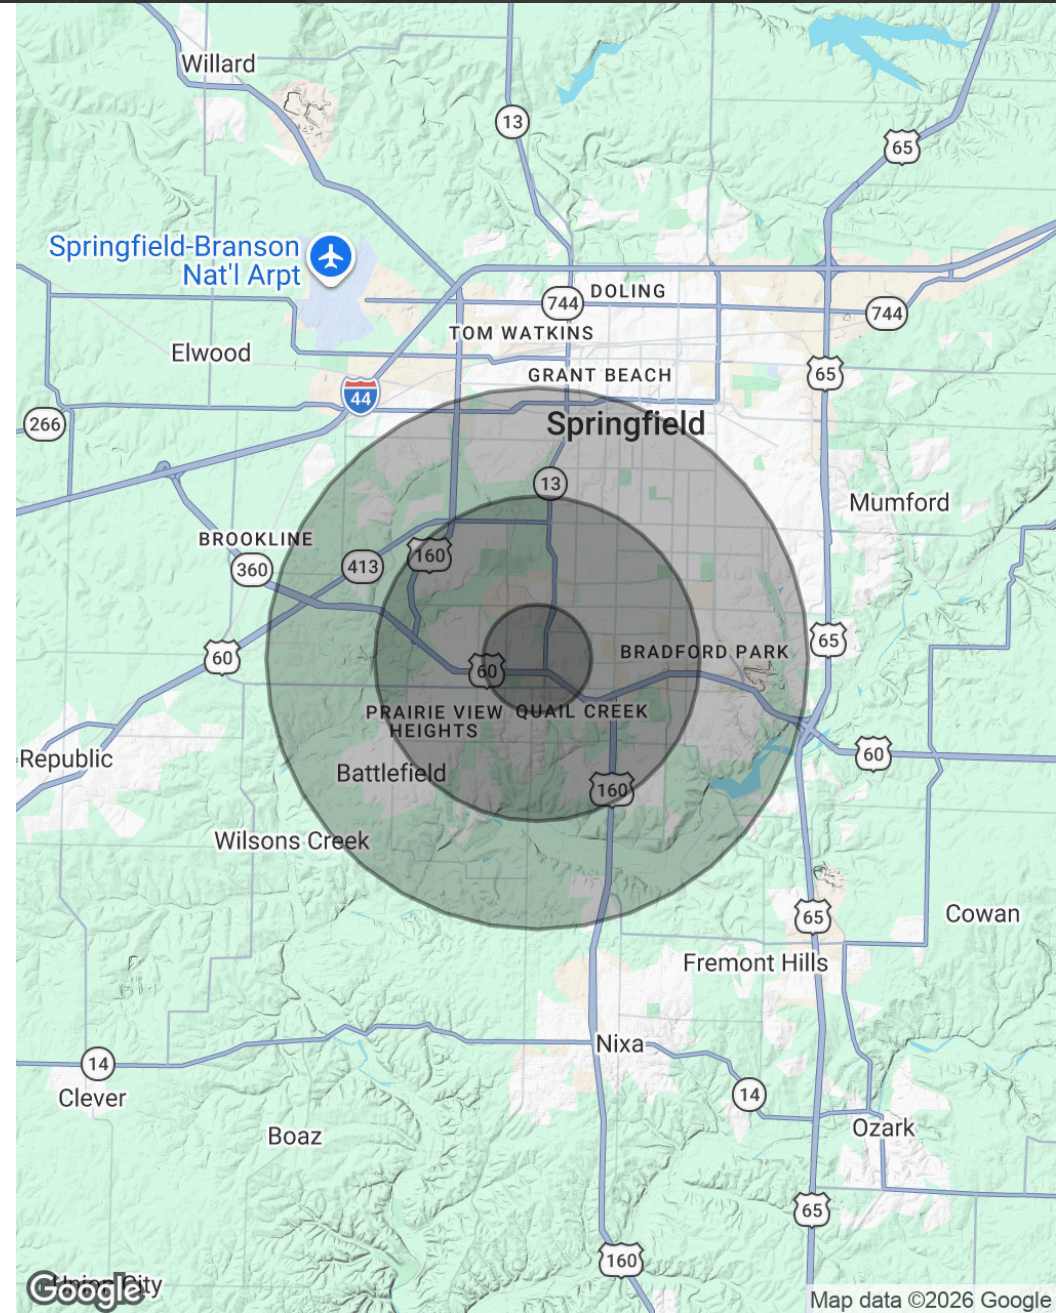 Willard
13
65
Springfield-Branson
Nat'l Arpt
DOLING
744
744
TOM WATKINS
Elwood
GRANT BEACH
65
44
266
Springfield
13
Mumford
BROOKLINE
160
413
360
65
BRADFORD PARK
60
60
PRAIRIE VIEW
HEIGHTS
QUAIL CREEK
Republic
60
Battlefield
160
Wilsons Creek
65
Cowan
Fremont Hills
Nixa
14
Clever
14
Boaz
Ozark
65
160
Union City
Google
Map data ©2026 Google